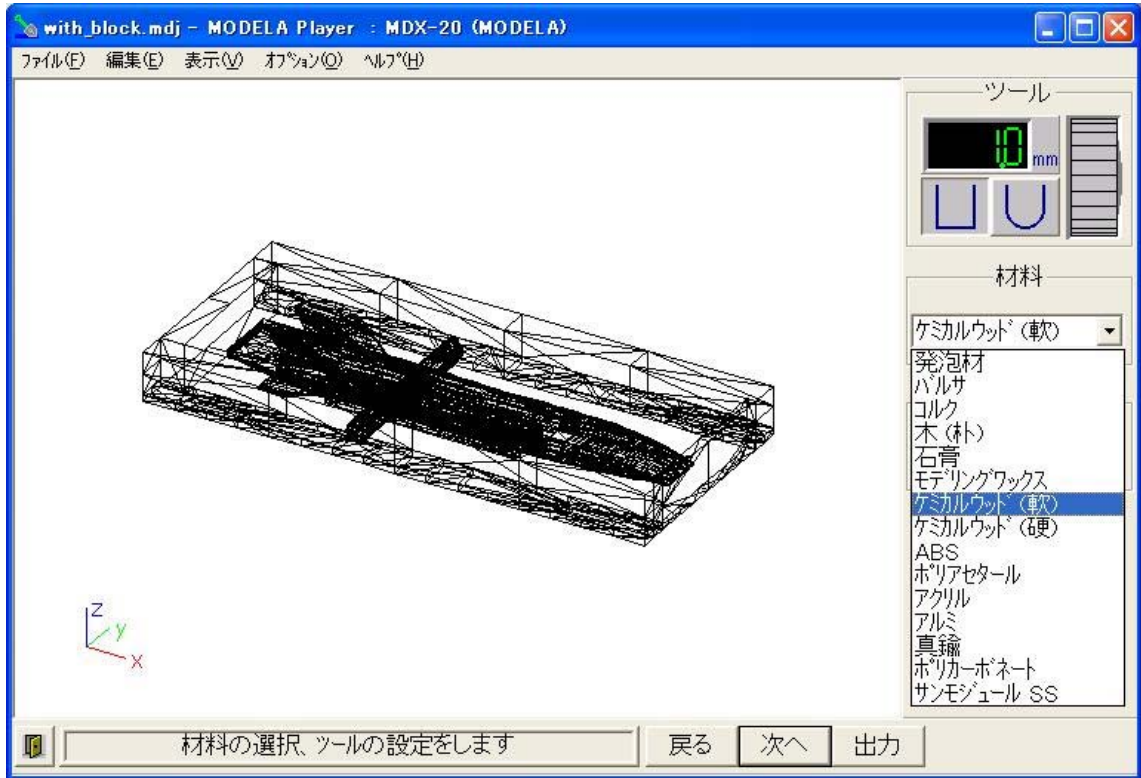 with_block.mdj - MODELA Player : MDX-20 (MODELA)
ファイル(F) 編集(E) 表示(V) オプション(O) ヘルプ(H)
ツール
1.0 mm
材料
ケミカルウッド(軟)
発泡材
バルサ
コルク
木(朴)
石膏
モデリングワックス
ケミカルウッド(軟)
ケミカルウッド(硬)
ABS
ポリアセタール
アクリル
アルミ
真鍮
ポリカーボネート
サンモジュール SS
Z
y
x
材料の選択、ツールの設定をします
戻る
次へ
出力